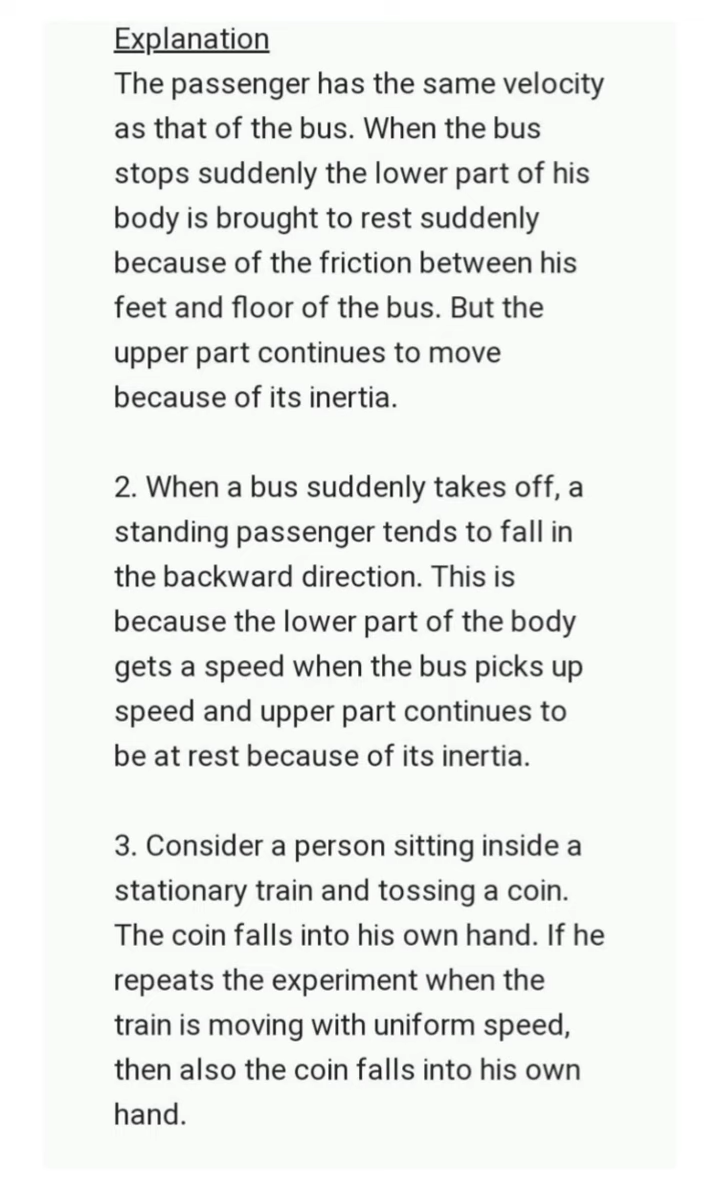 Explanation
The passenger has the same velocity
as that of the bus. When the bus
stops suddenly the lower part of his
body is brought to rest suddenly
because of the friction between his
feet and floor of the bus. But the
upper part continues to move
because of its inertia.
2. When a bus suddenly takes off, a
standing passenger tends to fall in
the backward direction. This is
because the lower part of the body
gets a speed when the bus picks up
speed and upper part continues to
be at rest because of its inertia.
3. Consider a person sitting inside a
stationary train and tossing a coin.
The coin falls into his own hand. If he
repeats the experiment when the
train is moving with uniform speed,
then also the coin falls into his own
hand.